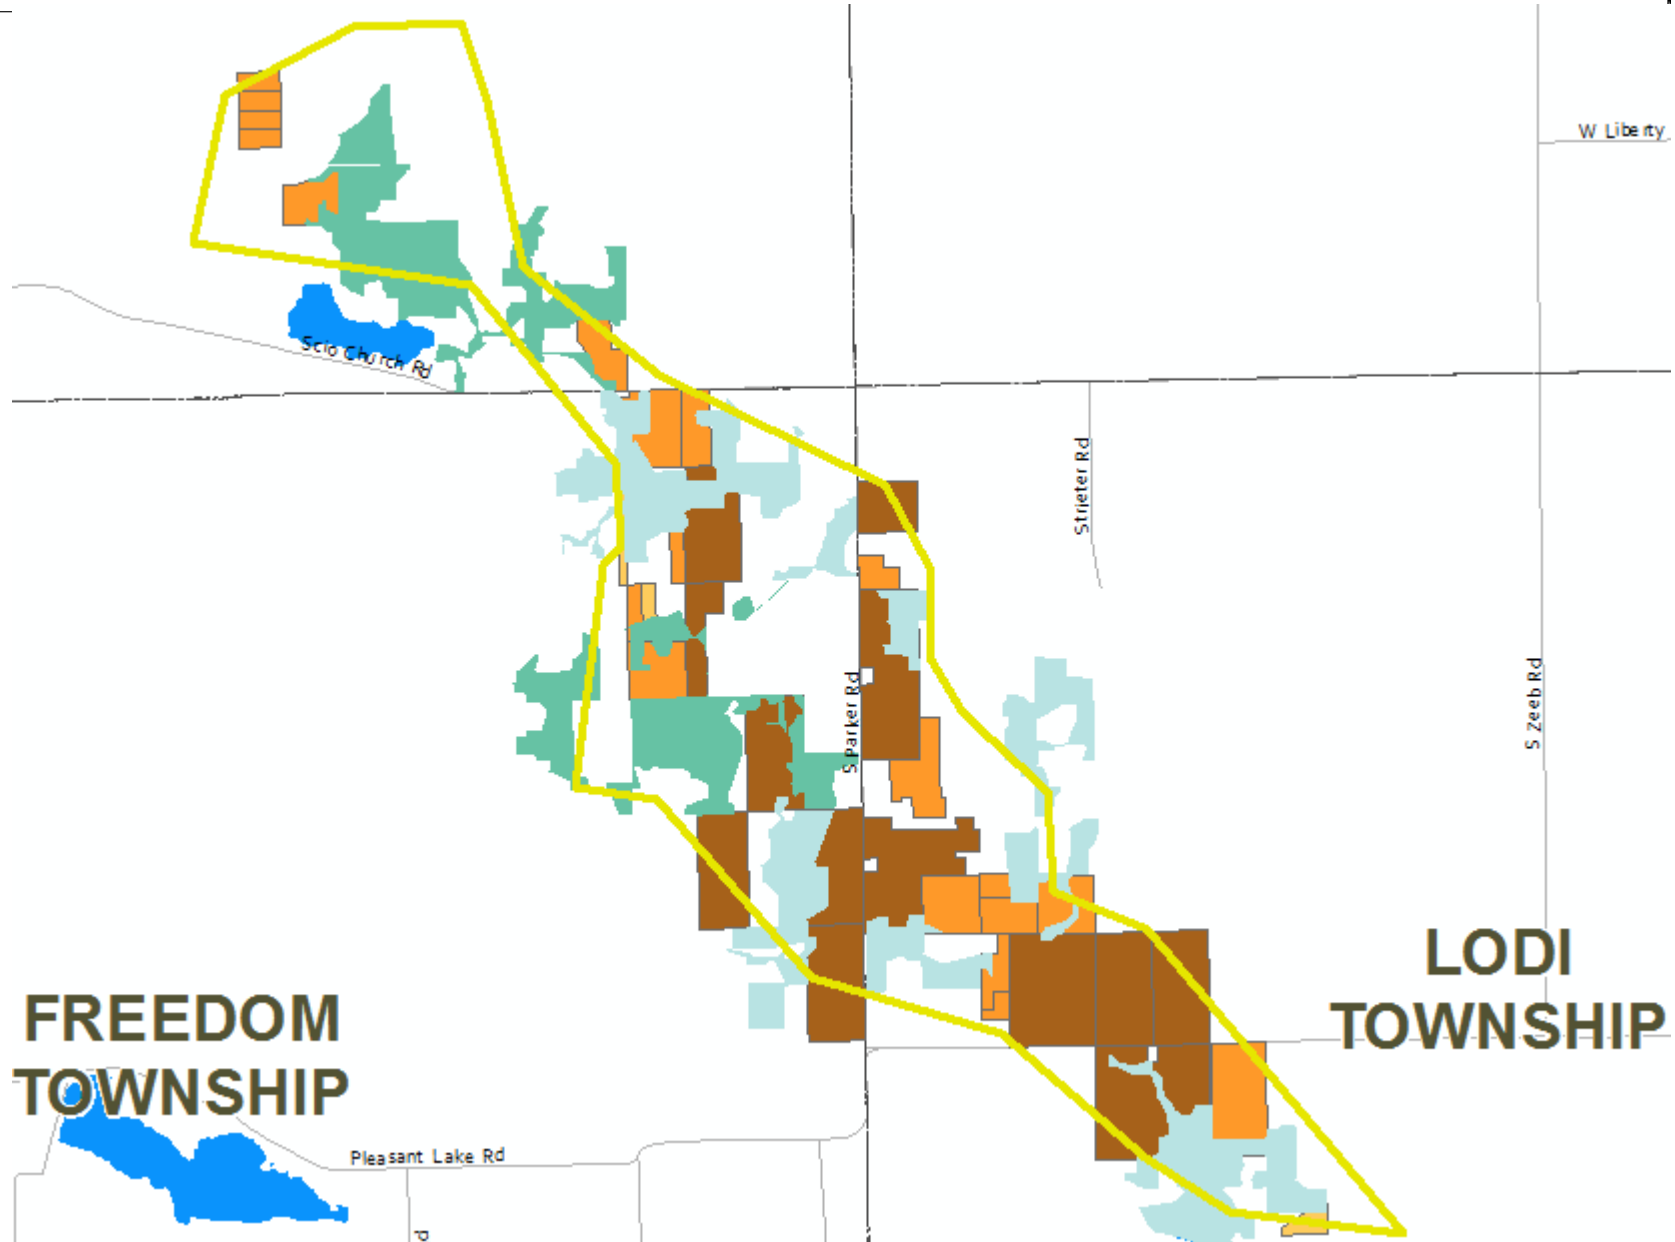 W Liberty
Scio Church Rd
Strieter Rd
S Zeeb Rd
S Parker Rd
LODI
TOWNSHIP
FREEDOM
TOWNSHIP
Pleasant Lake Rd
d